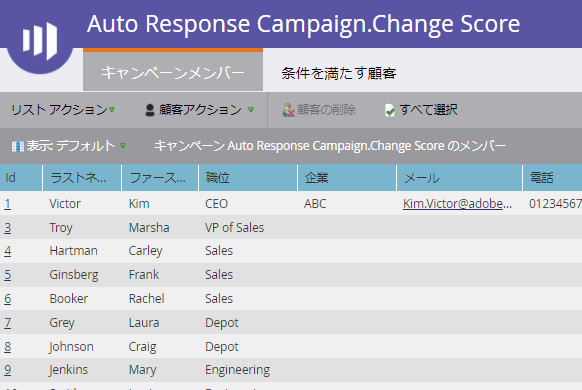 Auto Response Campaign.Change Score
キャンペーンメンバー 条件を満たす顧客
リスト アクション 顧客アクション 顧客の削除 すべて選択
表示: デフォルト キャンペーン Auto Response Campaign.Change Score のメンバー
Id ラストネ... ファース... 職位 企業 メール 電話
1 Victor Kim CEO ABC Kim.Victor@adobe... 01234567
3 Troy Marsha VP of Sales
4 Hartman Carley Sales
5 Ginsberg Frank Sales
6 Booker Rachel Sales
7 Grey Laura Depot
8 Johnson Craig Depot
9 Jenkins Mary Engineering